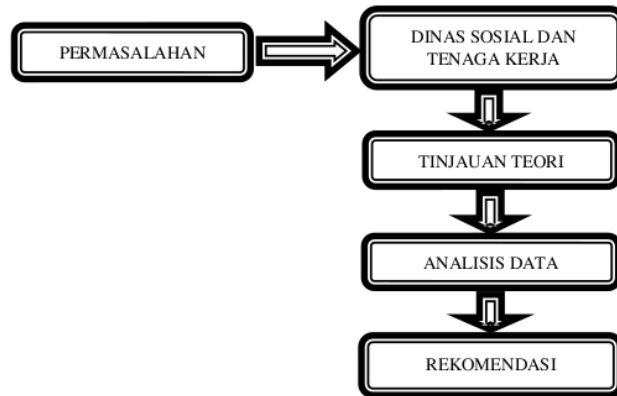 PERMASALAHAN
DINAS SOSIAL DAN
TENAGA KERJA
TINJAUAN TEORI
ANALISIS DATA
REKOMENDASI